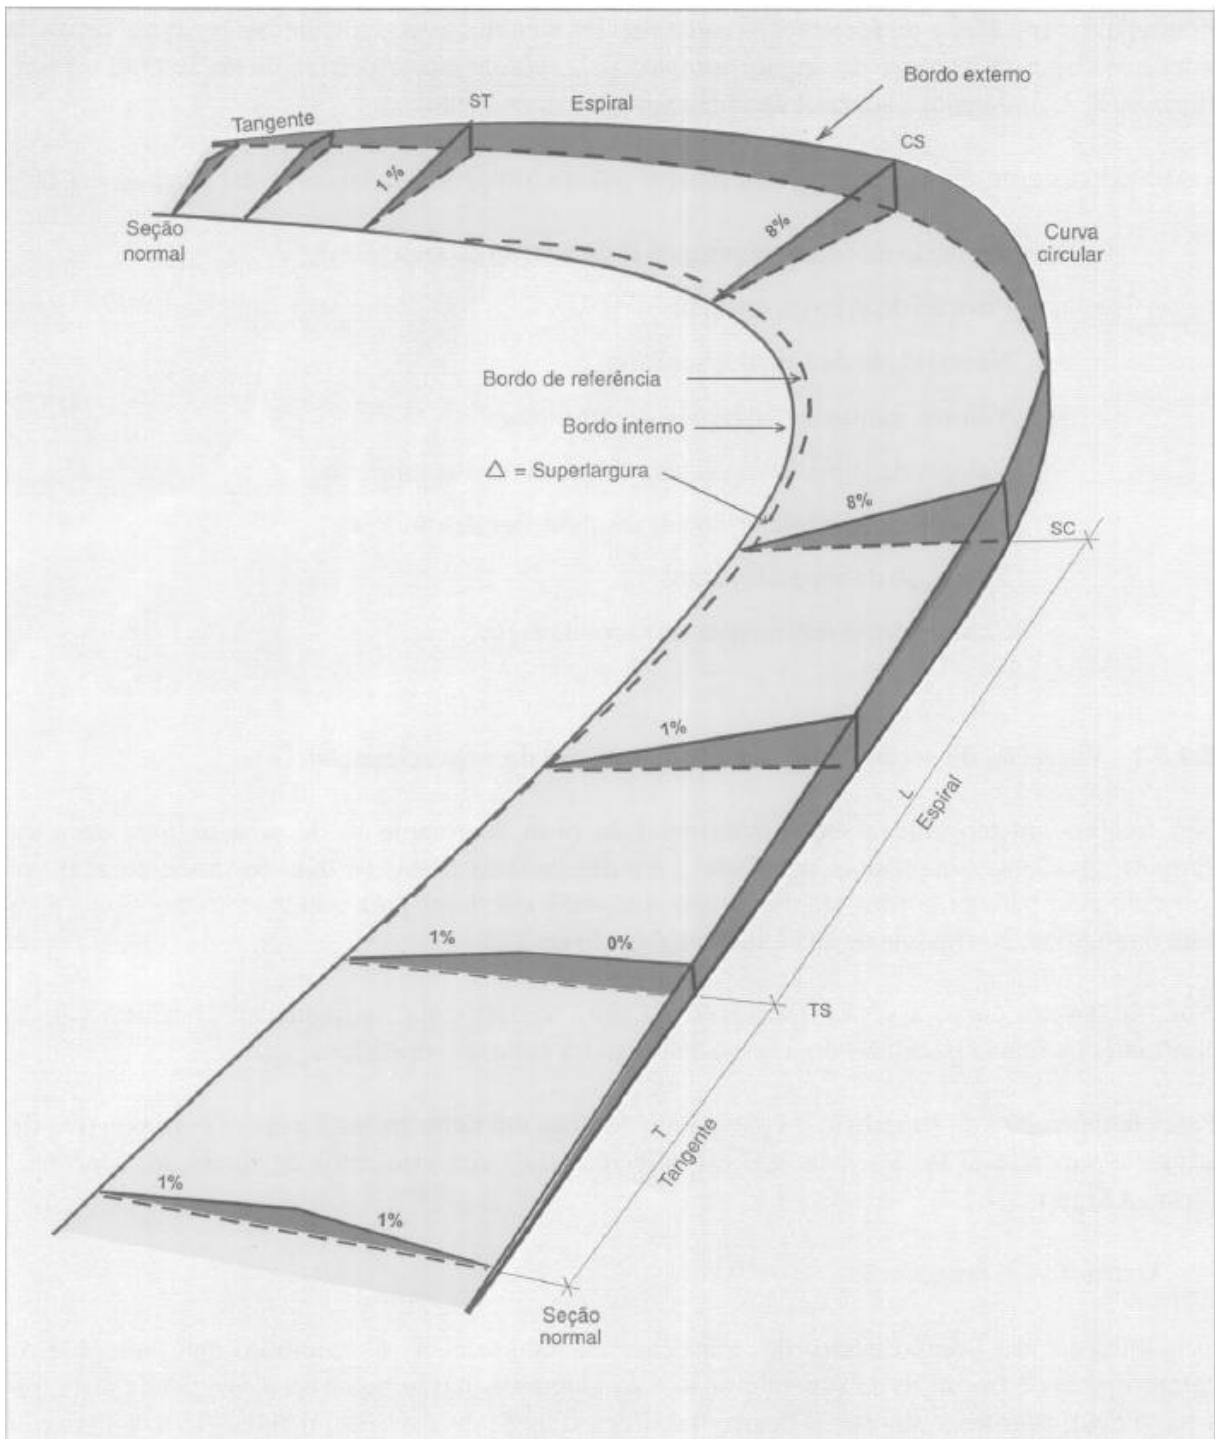 Bordo externo
ST
Espiral
Tangente
CS
1%
8%
Seção
normal
Curva
circular
Bordo de referência
Bordo interno
△ = Superlargura
8%
SC
1%
L
Espiral
1%
0%
TS
T
Tangente
1%
1%
Seção
normal